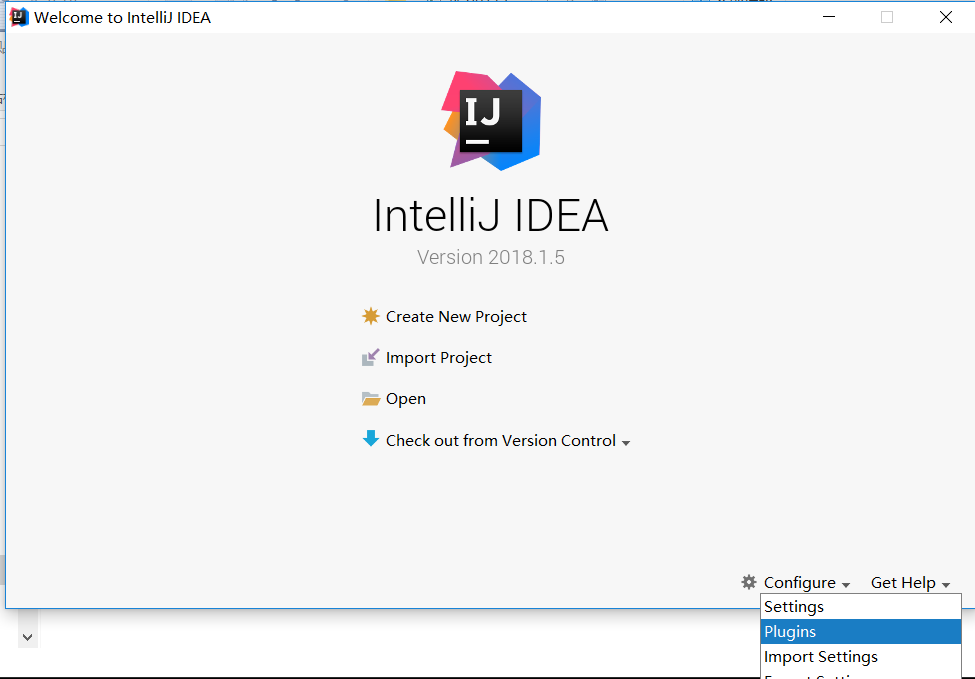 Welcome to IntelliJ IDEA
IJ
IntelliJ IDEA
Version 2018.1.5
Create New Project
Import Project
Open
Check out from Version Control
Configure Get Help
Settings
Plugins
Import Settings